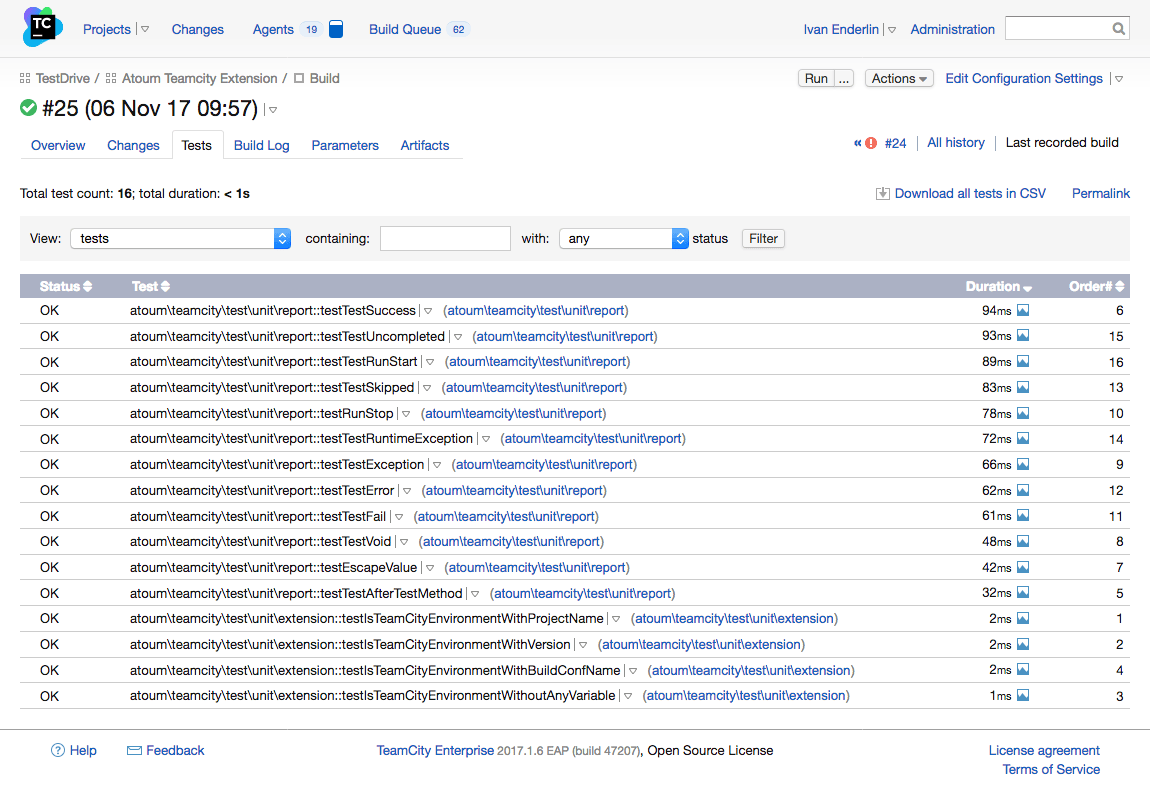 TC Projects Changes Agents 19 Build Queue 62 Ivan Enderlin Administration
TestDrive / Atoum Teamcity Extension / Build Run ... Actions Edit Configuration Settings
#25 (06 Nov 17 09:57)
Overview Changes Tests Build Log Parameters Artifacts « #24 All history Last recorded build
Total test count: 16; total duration: < 1s Download all tests in CSV Permalink
View: tests containing: with: any status Filter
Status Test Duration Order#
OK atoum\teamcity\test\unit\report::testTestSuccess (atoum\teamcity\test\unit\report) 94ms 6
OK atoum\teamcity\test\unit\report::testTestUncompleted (atoum\teamcity\test\unit\report) 93ms 15
OK atoum\teamcity\test\unit\report::testTestRunStart (atoum\teamcity\test\unit\report) 89ms 16
OK atoum\teamcity\test\unit\report::testTestSkipped (atoum\teamcity\test\unit\report) 83ms 13
OK atoum\teamcity\test\unit\report::testRunStop (atoum\teamcity\test\unit\report) 78ms 10
OK atoum\teamcity\test\unit\report::testTestRuntimeException (atoum\teamcity\test\unit\report) 72ms 14
OK atoum\teamcity\test\unit\report::testTestException (atoum\teamcity\test\unit\report) 66ms 9
OK atoum\teamcity\test\unit\report::testTestError (atoum\teamcity\test\unit\report) 62ms 12
OK atoum\teamcity\test\unit\report::testTestFail (atoum\teamcity\test\unit\report) 61ms 11
OK atoum\teamcity\test\unit\report::testTestVoid (atoum\teamcity\test\unit\report) 48ms 8
OK atoum\teamcity\test\unit\report::testEscapeValue (atoum\teamcity\test\unit\report) 42ms 7
OK atoum\teamcity\test\unit\report::testTestAfterTestMethod (atoum\teamcity\test\unit\report) 32ms 5
OK atoum\teamcity\test\unit\extension::testIsTeamCityEnvironmentWithProjectName (atoum\teamcity\test\unit\extension) 2ms 1
OK atoum\teamcity\test\unit\extension::testIsTeamCityEnvironmentWithVersion (atoum\teamcity\test\unit\extension) 2ms 2
OK atoum\teamcity\test\unit\extension::testIsTeamCityEnvironmentWithBuildConfName (atoum\teamcity\test\unit\extension) 2ms 4
OK atoum\teamcity\test\unit\extension::testIsTeamCityEnvironmentWithoutAnyVariable (atoum\teamcity\test\unit\extension) 1ms 3
? Help Feedback TeamCity Enterprise 2017.1.6 EAP (build 47207), Open Source License License agreement
Terms of Service